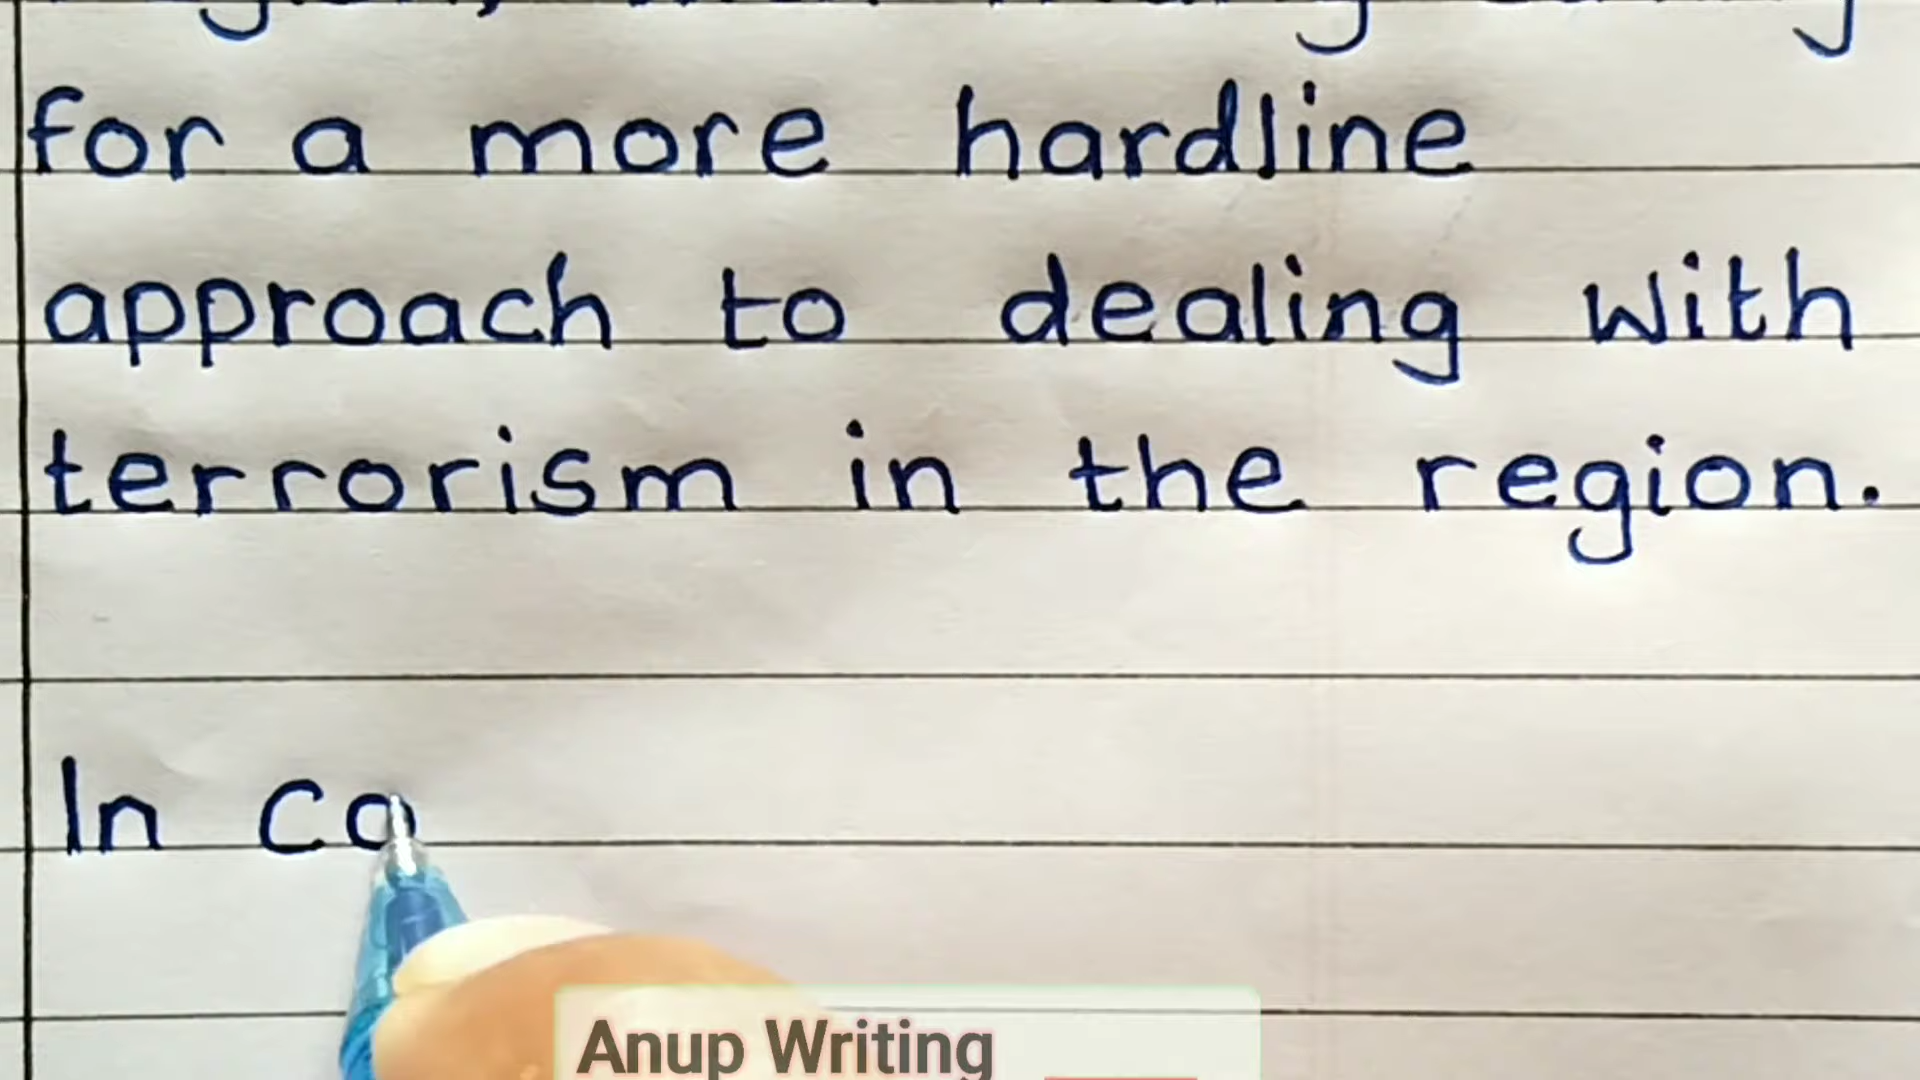 for a more hardline
approach to dealing with
terrorism in the region.
In co
Anup Writing